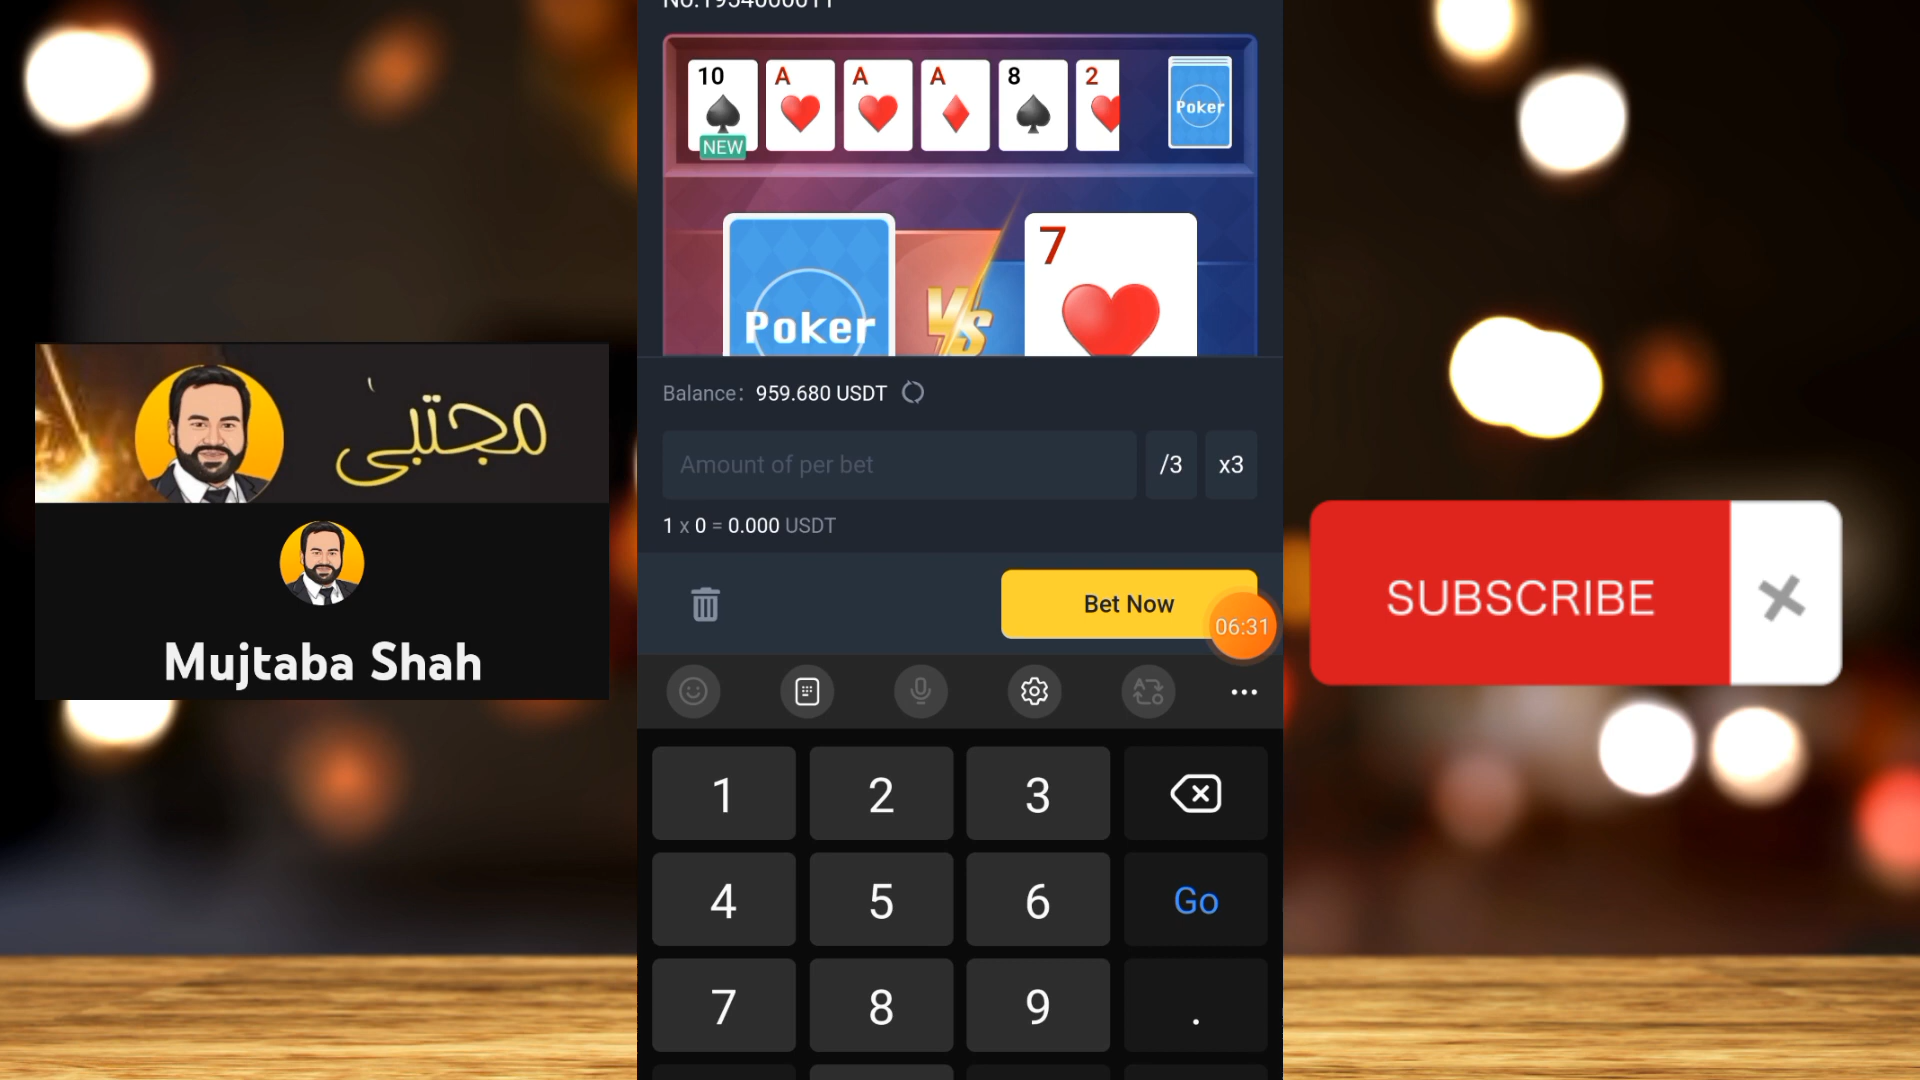 10
A
A
A
8
2
NEW
Poker
7
Poker
VS
Balance: 959.680 USDT
Amount of per bet
/3
x3
1 x 0 = 0.000 USDT
Bet Now
06:31
1
2
3
4
5
6
Go
7
8
9
.
مجتبیٰ
Mujtaba Shah
SUBSCRIBE